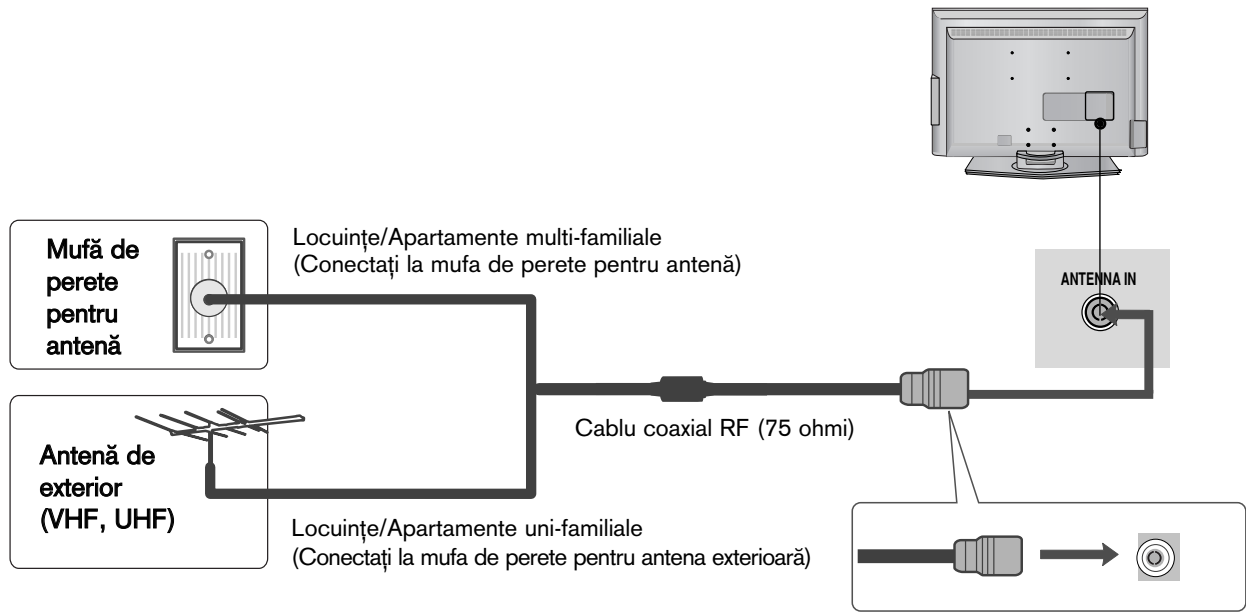 Mufă de
perete
pentru
antenă
Locuințe/Apartamente multi-familiale
(Conectați la mufa de perete pentru antenă)
ANTENNA IN
Cablu coaxial RF (75 ohmi)
Antenă de
exterior
(VHF, UHF)
Locuințe/Apartamente uni-familiale
(Conectați la mufa de perete pentru antena exterioară)